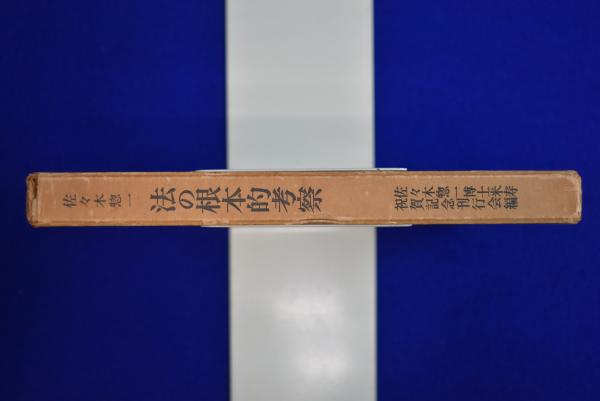 佐々木惣一
法の根本的考察
佐々木惣一博士米寿
祝賀記念刊行会編